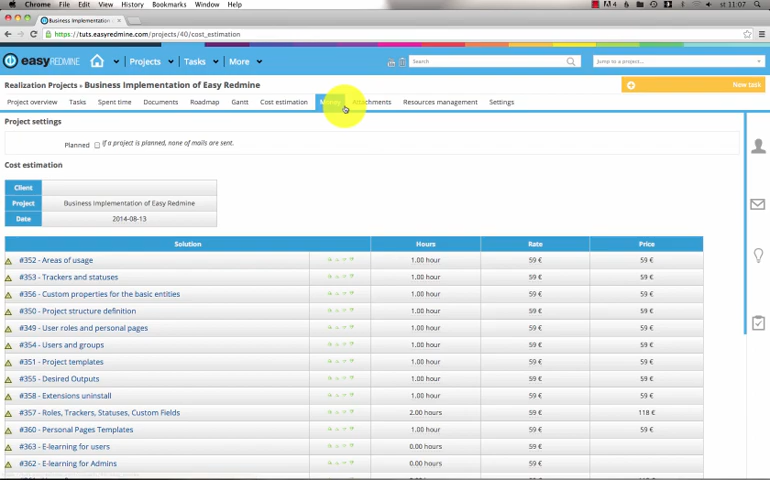 Chrome File Edit View History Bookmarks Window Help
4 st 11:07
Business Implementation of
https://tuts.easyredmine.com/projects/40/cost_estimation
easyREDMINE Projects Tasks More Search Jump to a project...
Realization Projects » Business Implementation of Easy Redmine New task
Project overview Tasks Spent time Documents Roadmap Gantt Cost estimation Money Attachments Resources management Settings
Project settings
Planned If a project is planned, none of mails are sent.
Cost estimation
Client
Project Business Implementation of Easy Redmine
Date 2014-08-13
Solution Hours Rate Price
#352 - Areas of usage 1.00 hour 59 € 59 €
#353 - Trackers and statuses 1.00 hour 59 € 59 €
#356 - Custom properties for the basic entities 1.00 hour 59 € 59 €
#350 - Project structure definition 1.00 hour 59 € 59 €
#349 - User roles and personal pages 1.00 hour 59 € 59 €
#354 - Users and groups 1.00 hour 59 € 59 €
#351 - Project templates 1.00 hour 59 € 59 €
#355 - Desired Outputs 1.00 hour 59 € 59 €
#358 - Extensions uninstall 1.00 hour 59 € 59 €
#357 - Roles, Trackers, Statuses, Custom Fields 2.00 hours 59 € 118 €
#360 - Personal Pages Templates 1.00 hour 59 € 59 €
#363 - E-learning for users 0.00 hour 59 €
#362 - E-learning for Admins 0.00 hour 59 €